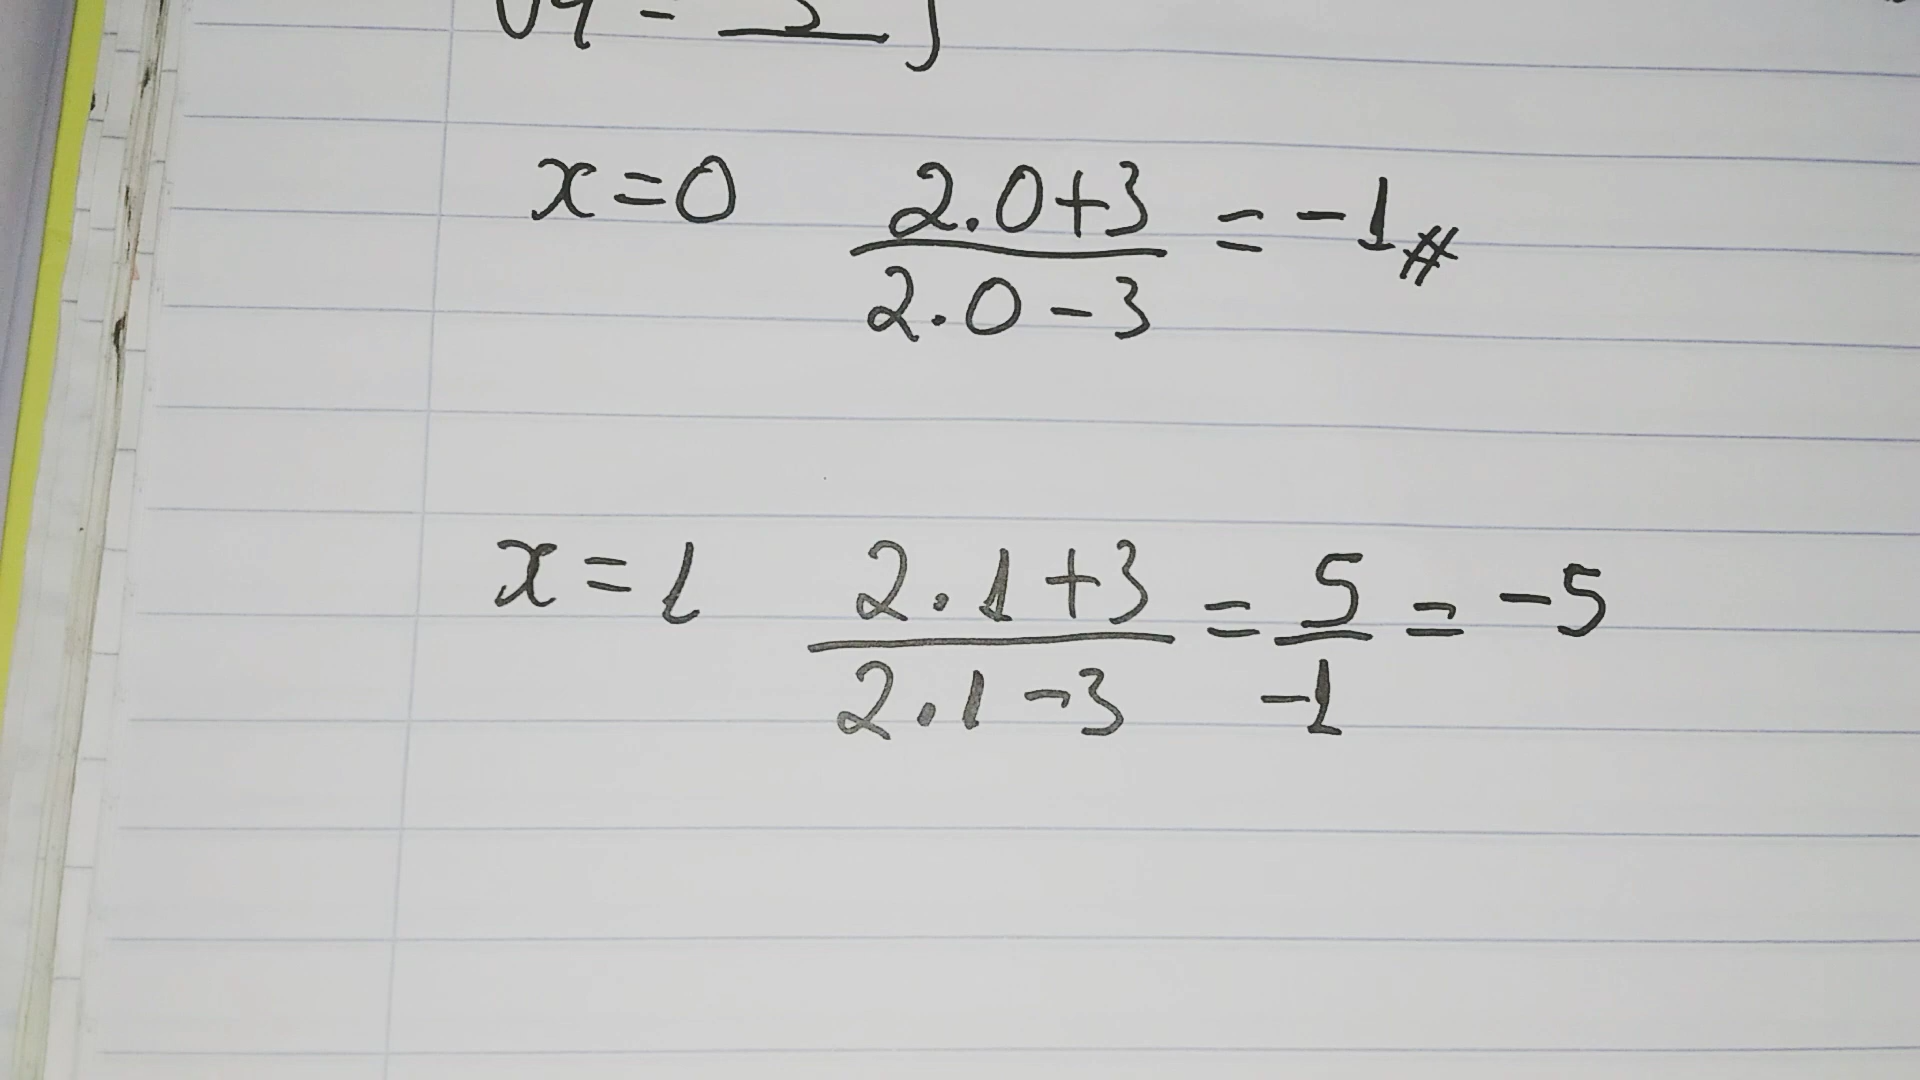 x=0 2.0+3 / 2.0-3 = -1 #
x=1 2.1+3 / 2.1-3 = 5 / -1 = -5